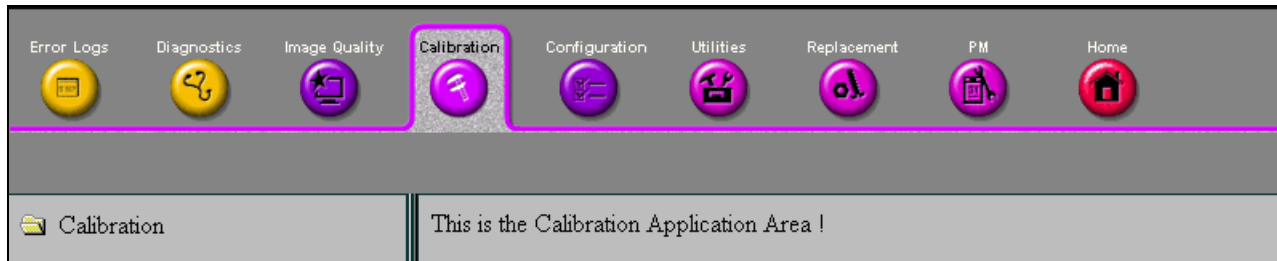 Error Logs
Diagnostics
Image Quality
Calibration
Configuration
Utilities
Replacement
PM
Home
Calibration
This is the Calibration Application Area !